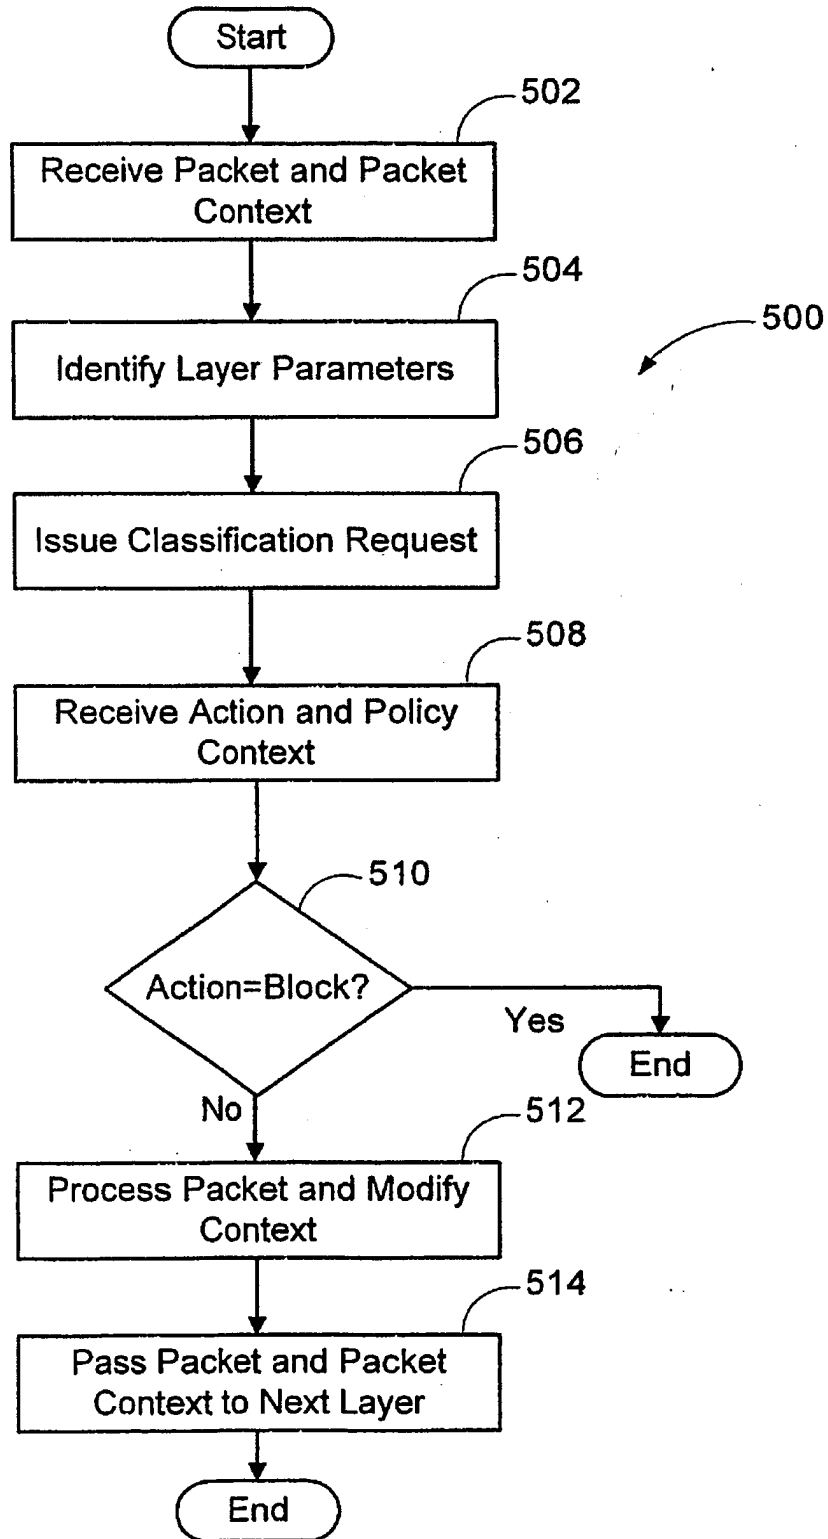 Start
502
Receive Packet and Packet
Context
504
Identify Layer Parameters
500
506
Issue Classification Request
508
Receive Action and Policy
Context
510
Action=Block?
Yes
End
No
512
Process Packet and Modify
Context
514
Pass Packet and Packet
Context to Next Layer
End